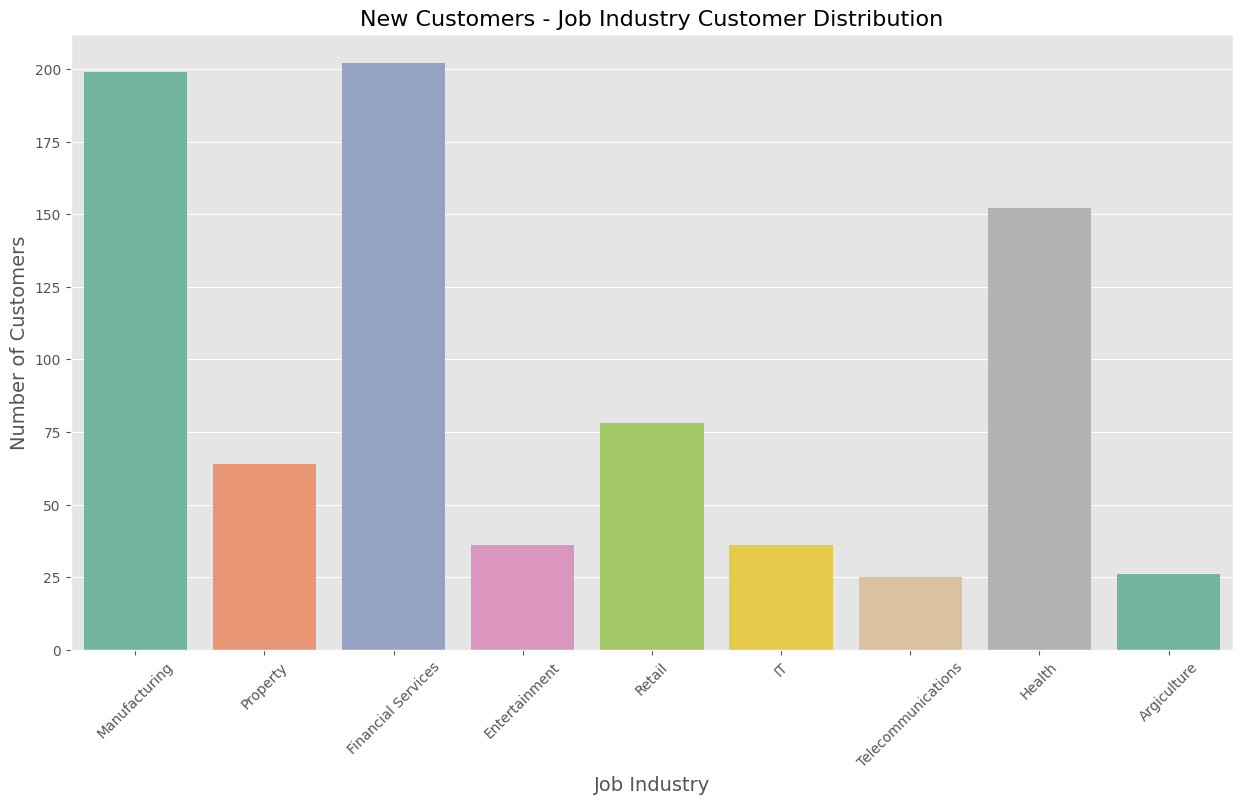 New Customers - Job Industry Customer Distribution
Number of Customers
200
175
150
125
100
75
50
25
0
Manufacturing
Property
Financial Services
Entertainment
Retail
IT
Telecommunications
Health
Argiculture
Job Industry